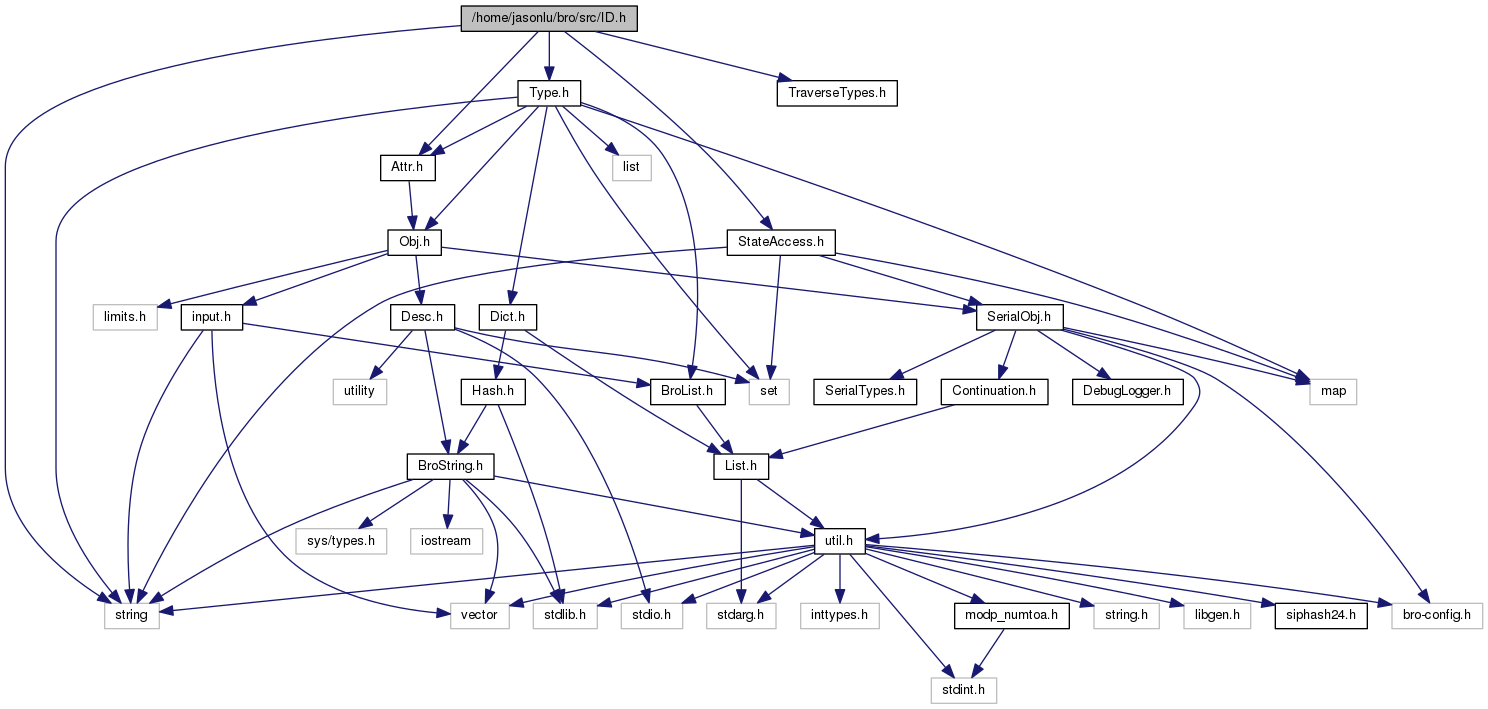 /home/jasonlu/bro/src/ID.h
Type.h
TraverseTypes.h
Attr.h
list
Obj.h
StateAccess.h
limits.h
input.h
Desc.h
Dict.h
SerialObj.h
utility
Hash.h
BroList.h
set
SerialTypes.h
Continuation.h
DebugLogger.h
map
BroString.h
List.h
sys/types.h
iostream
util.h
string
vector
stdlib.h
stdio.h
stdarg.h
inttypes.h
modp_numtoa.h
string.h
libgen.h
siphash24.h
bro-config.h
stdint.h